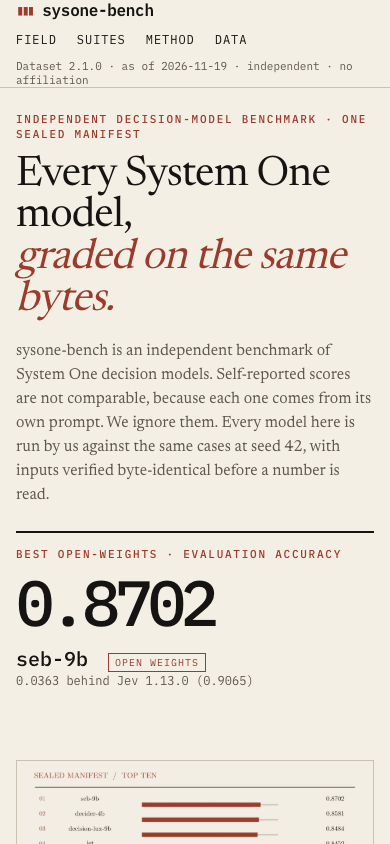 sysone-bench
FIELD SUITES METHOD DATA
Dataset 2.1.0 · as of 2026-11-19 · independent · no
affiliation
INDEPENDENT DECISION-MODEL BENCHMARK · ONE
SEALED MANIFEST
Every System One
model,
graded on the same
bytes.
sysone-bench is an independent benchmark of
System One decision models. Self-reported scores
are not comparable, because each one comes from its
own prompt. We ignore them. Every model here is
run by us against the same cases at seed 42, with
inputs verified byte-identical before a number is
read.
BEST OPEN-WEIGHTS · EVALUATION ACCURACY
0.8702
seb-9b OPEN WEIGHTS
0.0363 behind Jev 1.13.0 (0.9065)
SEALED MANIFEST / TOP TEN
01 seb-9b 0.8702
02 decider-4b 0.8581
03 decision-lux-9b 0.8484